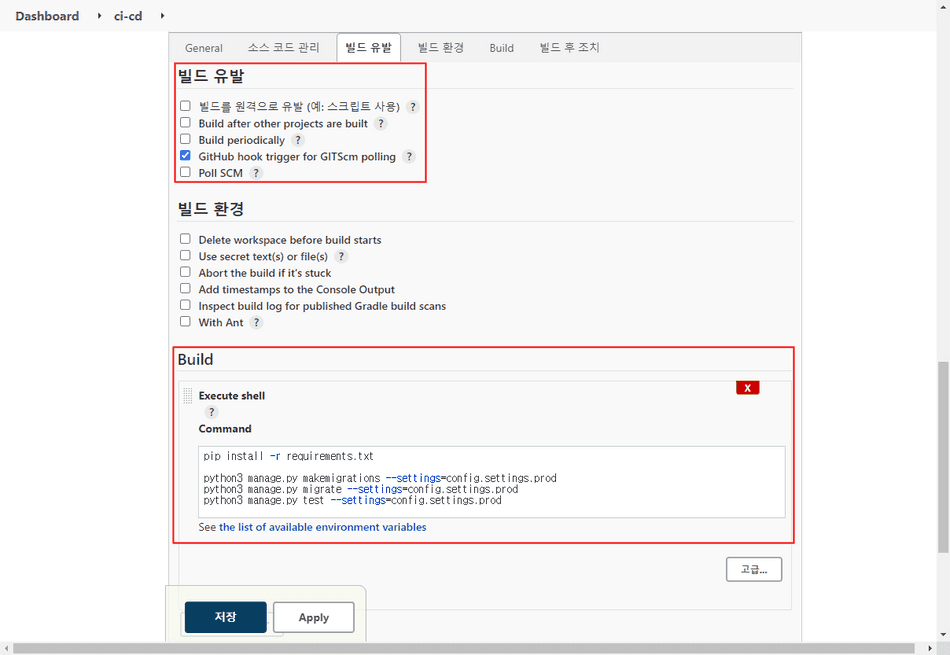 Dashboard ▸ ci-cd ▸
General 소스 코드 관리 빌드 유발 빌드 환경 Build 빌드 후 조치
빌드 유발
빌드를 원격으로 유발 (예: 스크립트 사용) ?
Build after other projects are built ?
Build periodically ?
GitHub hook trigger for GITScm polling ?
Poll SCM ?
빌드 환경
Delete workspace before build starts
Use secret text(s) or file(s) ?
Abort the build if it's stuck
Add timestamps to the Console Output
Inspect build log for published Gradle build scans
With Ant ?
Build
X
Execute shell
?
Command
pip install -r requirements.txt
python3 manage.py makemigrations --settings=config.settings.prod
python3 manage.py migrate --settings=config.settings.prod
python3 manage.py test --settings=config.settings.prod
See the list of available environment variables
고급...
저장 Apply